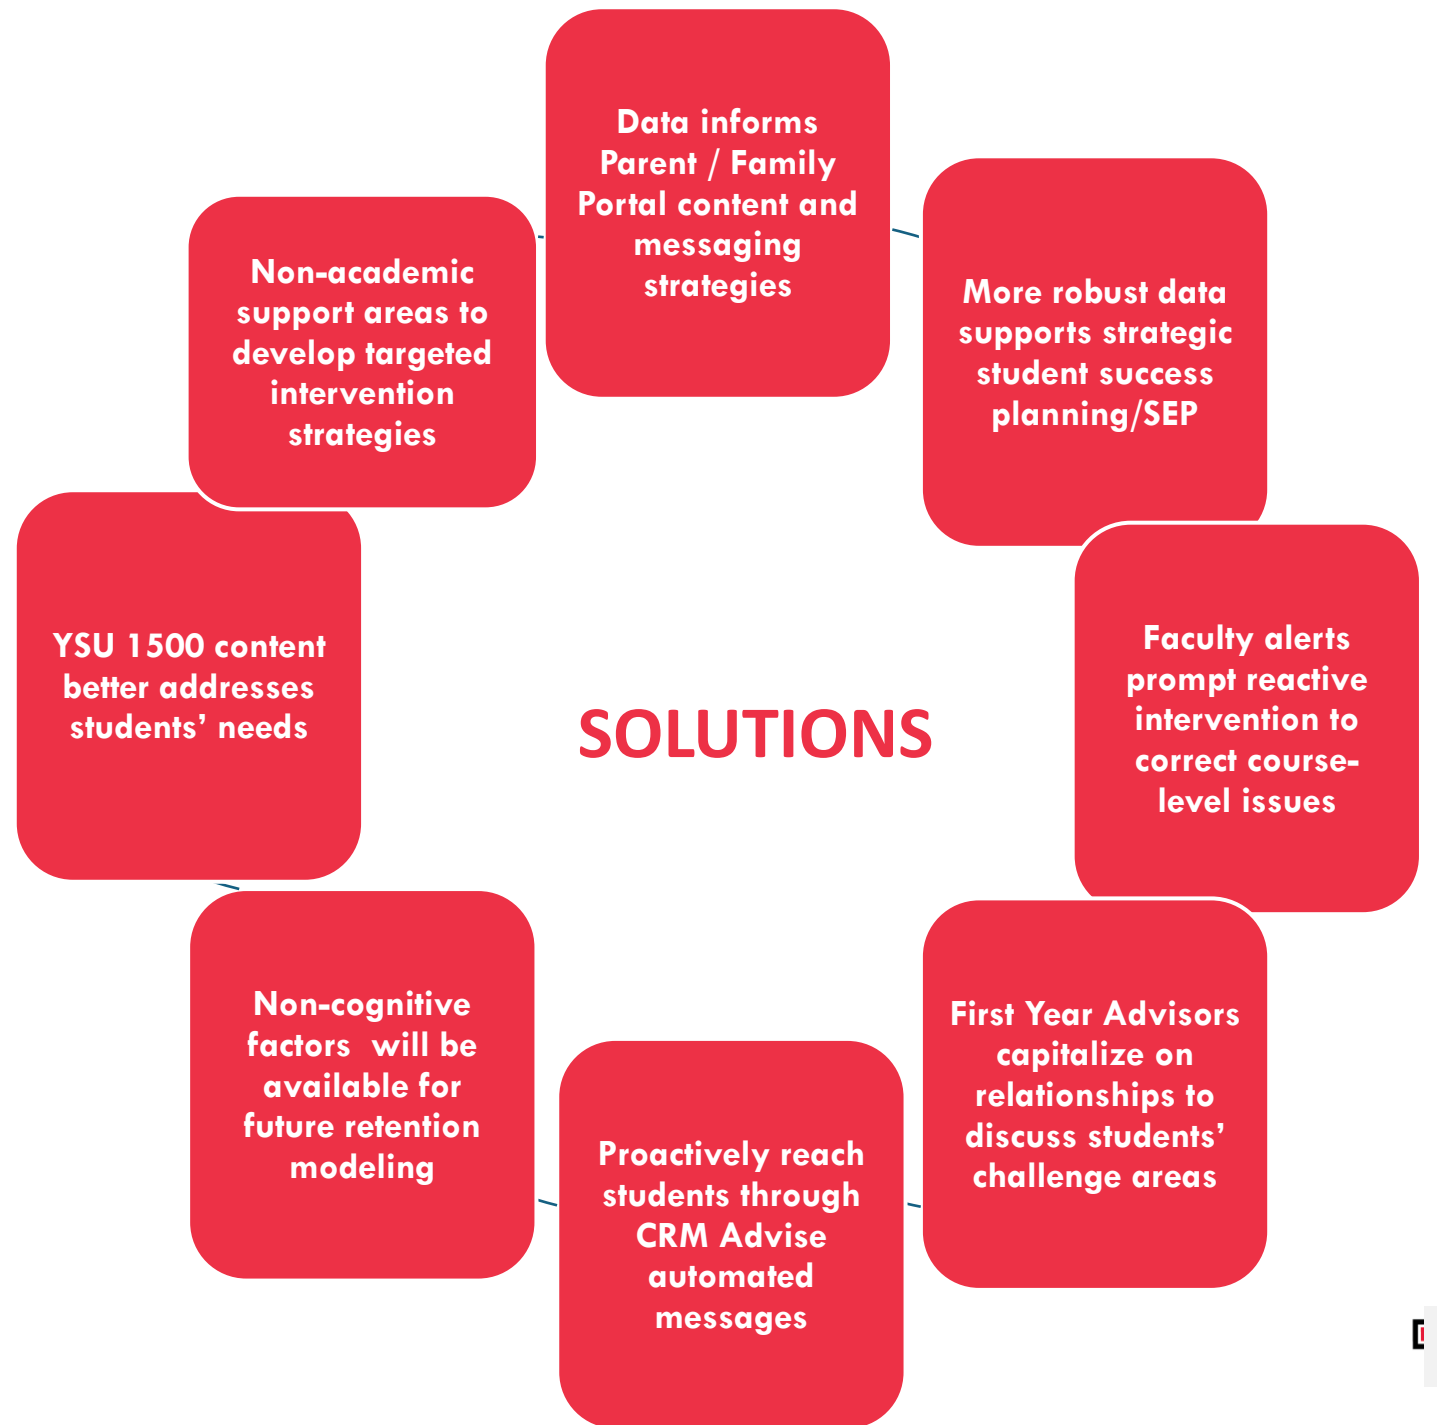 Data informs
Parent / Family
Portal content and
messaging
strategies
More robust data
supports strategic
student success
planning/SEP
Faculty alerts
prompt reactive
intervention to
correct course-
level issues
First Year Advisors
capitalize on
relationships to
discuss students’
challenge areas
Proactively reach
students through
CRM Advise
automated
messages
Non-cognitive
factors  will be
available for
future retention
modeling
YSU 1500 content
better addresses
students’ needs
Non-academic
support areas to
develop targeted
intervention
strategies
SOLUTIONS